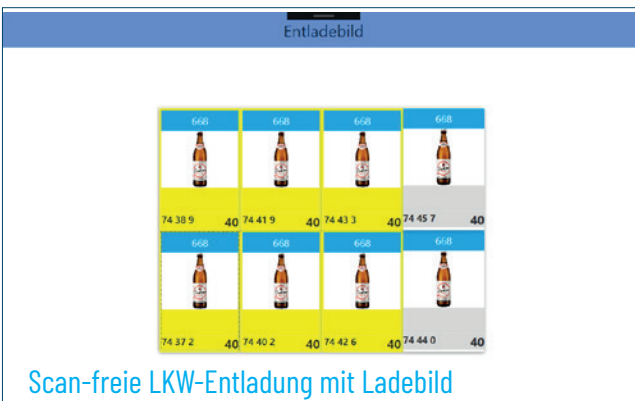 Entladebild
668 668 668 668
74 38 9 40 74 41 9 40 74 43 3 40 74 45 7 40
668 668 668 668
74 37 2 40 74 40 2 40 74 42 6 40 74 44 0 40
Scan-freie LKW-Entladung mit Ladebild